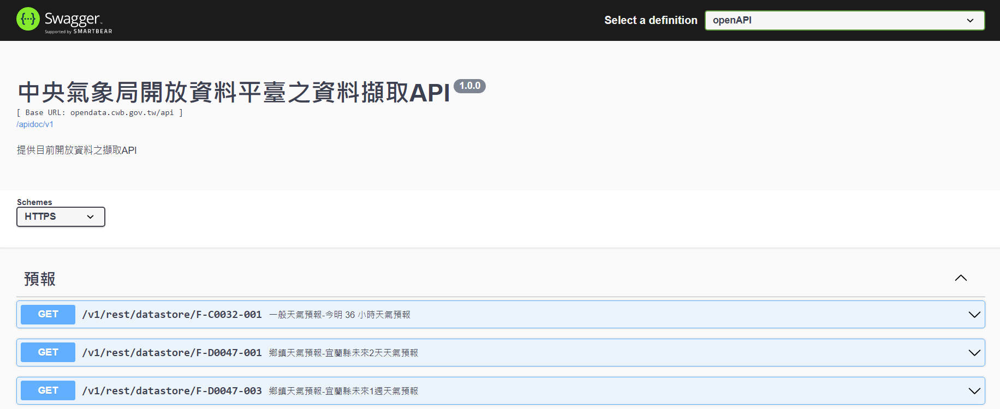 Swagger
Supported by SMARTBEAR
Select a definition
openAPI
中央氣象局開放資料平臺之資料擷取API 1.0.0
[ Base URL: opendata.cwb.gov.tw/api ]
/apidoc/v1
提供目前開放資料之擷取API
Schemes
HTTPS
預報
GET /v1/rest/datastore/F-C0032-001 一般天氣預報-今明 36 小時天氣預報
GET /v1/rest/datastore/F-D0047-001 鄉鎮天氣預報-宜蘭縣未來2天天氣預報
GET /v1/rest/datastore/F-D0047-003 鄉鎮天氣預報-宜蘭縣未來1週天氣預報